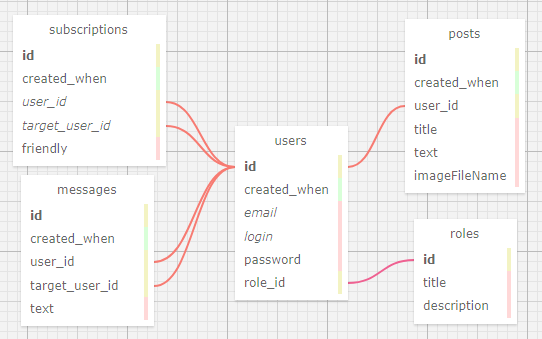 subscriptions
id
created_when
user_id
target_user_id
friendly
messages
id
created_when
user_id
target_user_id
text
users
id
created_when
email
login
password
role_id
posts
id
created_when
user_id
title
text
imageFileName
roles
id
title
description